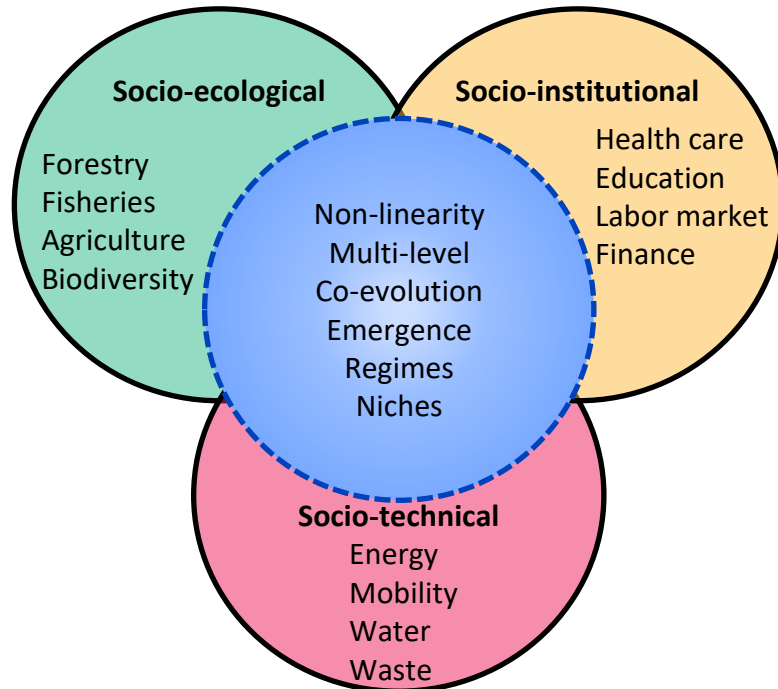 Socio-ecological
Forestry
Fisheries
Agriculture
Biodiversity
Socio-institutional
Health care
Education
Labor market
Finance
Non-linearity
Multi-level
Co-evolution
Emergence
Regimes
Niches
Socio-technical
Energy
Mobility
Water
Waste